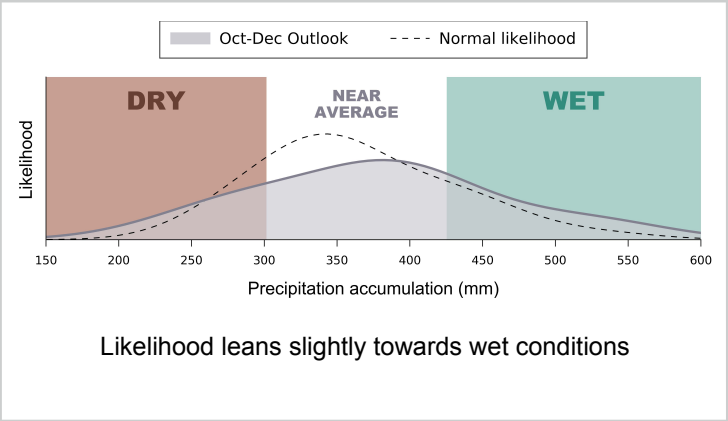 Oct-Dec Outlook
Normal likelihood
DRY
NEAR
AVERAGE
WET
Likelihood
150 200 250 300 350 400 450 500 550 600
Precipitation accumulation (mm)
Likelihood leans slightly towards wet conditions